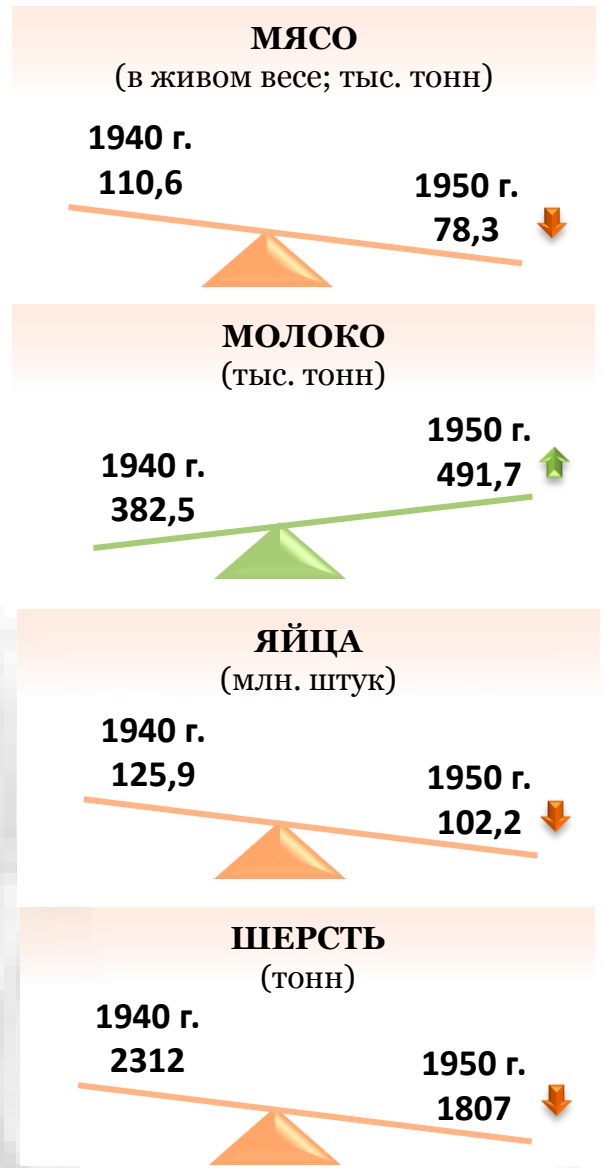 МЯСО
(в живом весе; тыс. тонн)
1940 г.
110,6
1950 г.
78,3
МОЛОКО
(тыс. тонн)
1950 г.
491,7
1940 г.
382,5
ЯЙЦА
(млн. штук)
1940 г.
125,9
1950 г.
102,2
ШЕРСТЬ
(тонн)
1940 г.
2312
1950 г.
1807